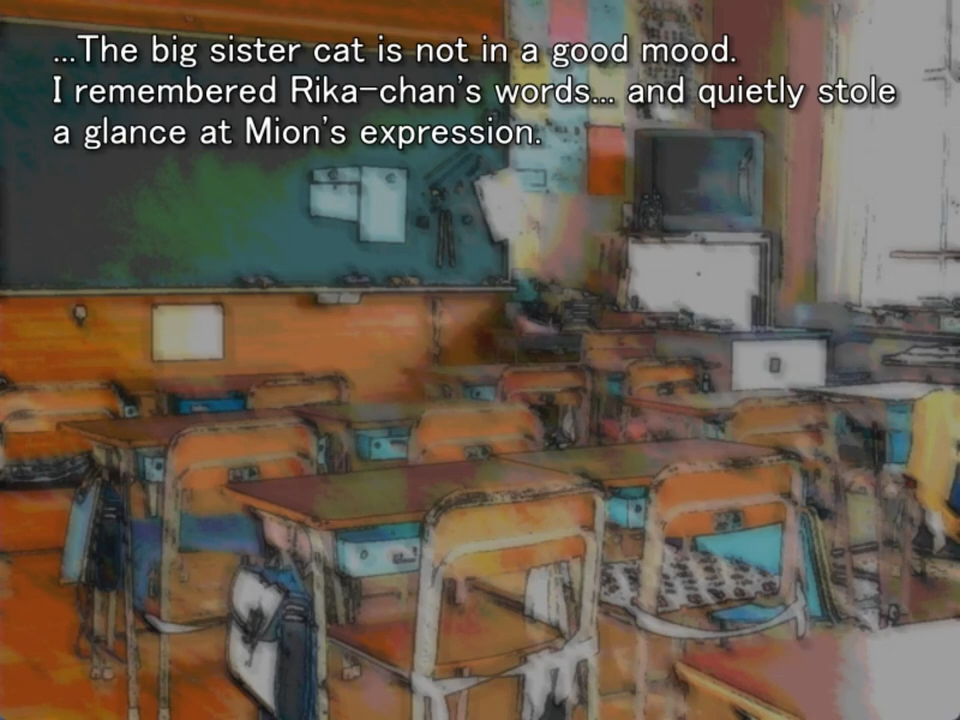 ...The big sister cat is not in a good mood.
I remembered Rika-chan's words... and quietly stole
a glance at Mion's expression.